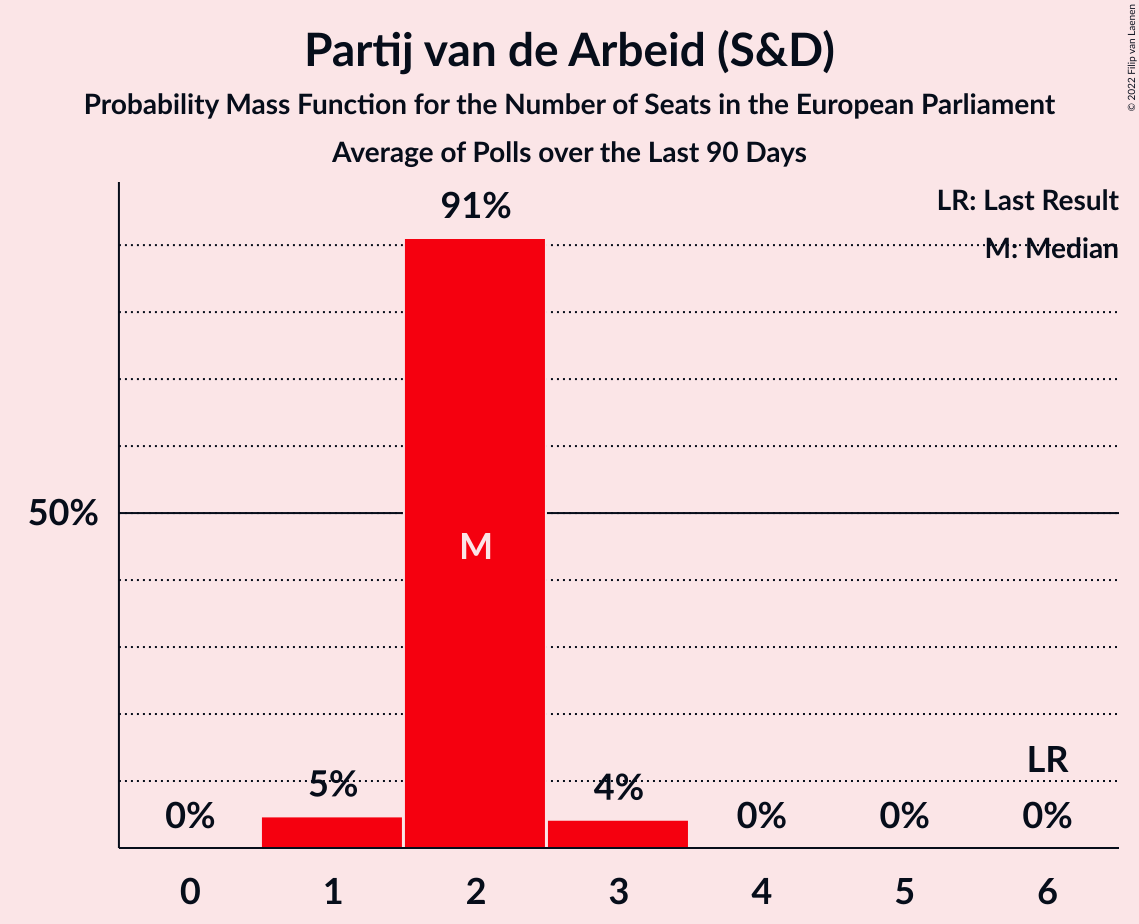 Partij van de Arbeid (S&D)
Probability Mass Function for the Number of Seats in the European Parliament
Average of Polls over the Last 90 Days
© 2022 Filip van Laenen
LR: Last Result
M: Median
91%
50%
M
5%
4%
LR
0%
0%
0%
0%
0 1 2 3 4 5 6